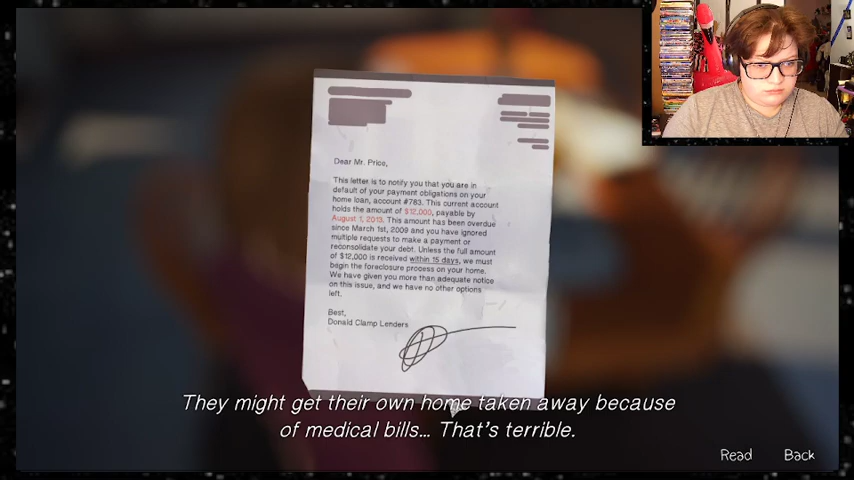 Dear Mr. Price,
This letter is to notify you that you are in
default of your payment obligations on your
home loan, account #783. This current account
holds the amount of $12,000, payable by
August 1, 2013. This amount has been overdue
since March 1st, 2009 and you have ignored
multiple requests to make a payment or
reconsolidate your debt. Unless the full amount
of $12,000 is received within 15 days, we must
begin the foreclosure process on your home.
We have given you more than adequate notice
on this issue, and we have no other options
left.
Best,
Donald Clamp Lenders
They might get their own home taken away because
of medical bills... That's terrible.
Read Back